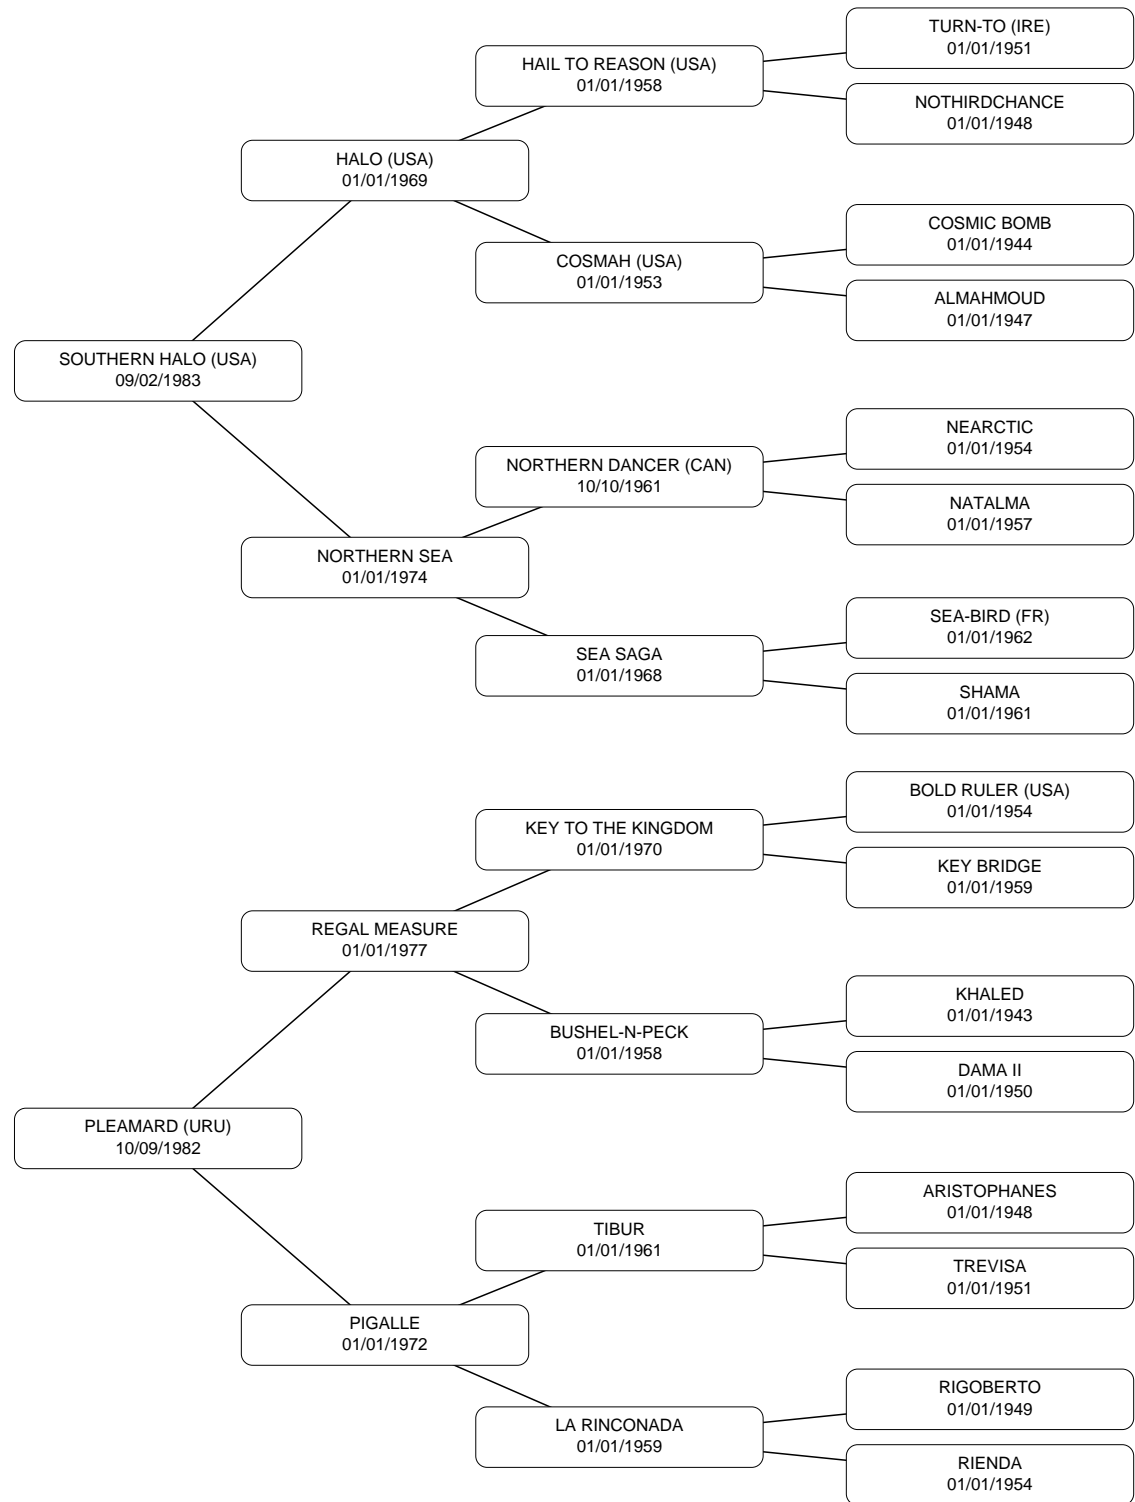 TURN-TO (IRE)
01/01/1951
HAIL TO REASON (USA)
01/01/1958
NOTHIRDCHANCE
01/01/1948
HALO (USA)
01/01/1969
COSMIC BOMB
01/01/1944
COSMAH (USA)
01/01/1953
ALMAHMOUD
01/01/1947
SOUTHERN HALO (USA)
09/02/1983
NEARCTIC
01/01/1954
NORTHERN DANCER (CAN)
10/10/1961
NATALMA
01/01/1957
NORTHERN SEA
01/01/1974
SEA-BIRD (FR)
01/01/1962
SEA SAGA
01/01/1968
SHAMA
01/01/1961
BOLD RULER (USA)
01/01/1954
KEY TO THE KINGDOM
01/01/1970
KEY BRIDGE
01/01/1959
REGAL MEASURE
01/01/1977
KHALED
01/01/1943
BUSHEL-N-PECK
01/01/1958
DAMA II
01/01/1950
PLEAMARD (URU)
10/09/1982
ARISTOPHANES
01/01/1948
TIBUR
01/01/1961
TREVISA
01/01/1951
PIGALLE
01/01/1972
RIGOBERTO
01/01/1949
LA RINCONADA
01/01/1959
RIENDA
01/01/1954